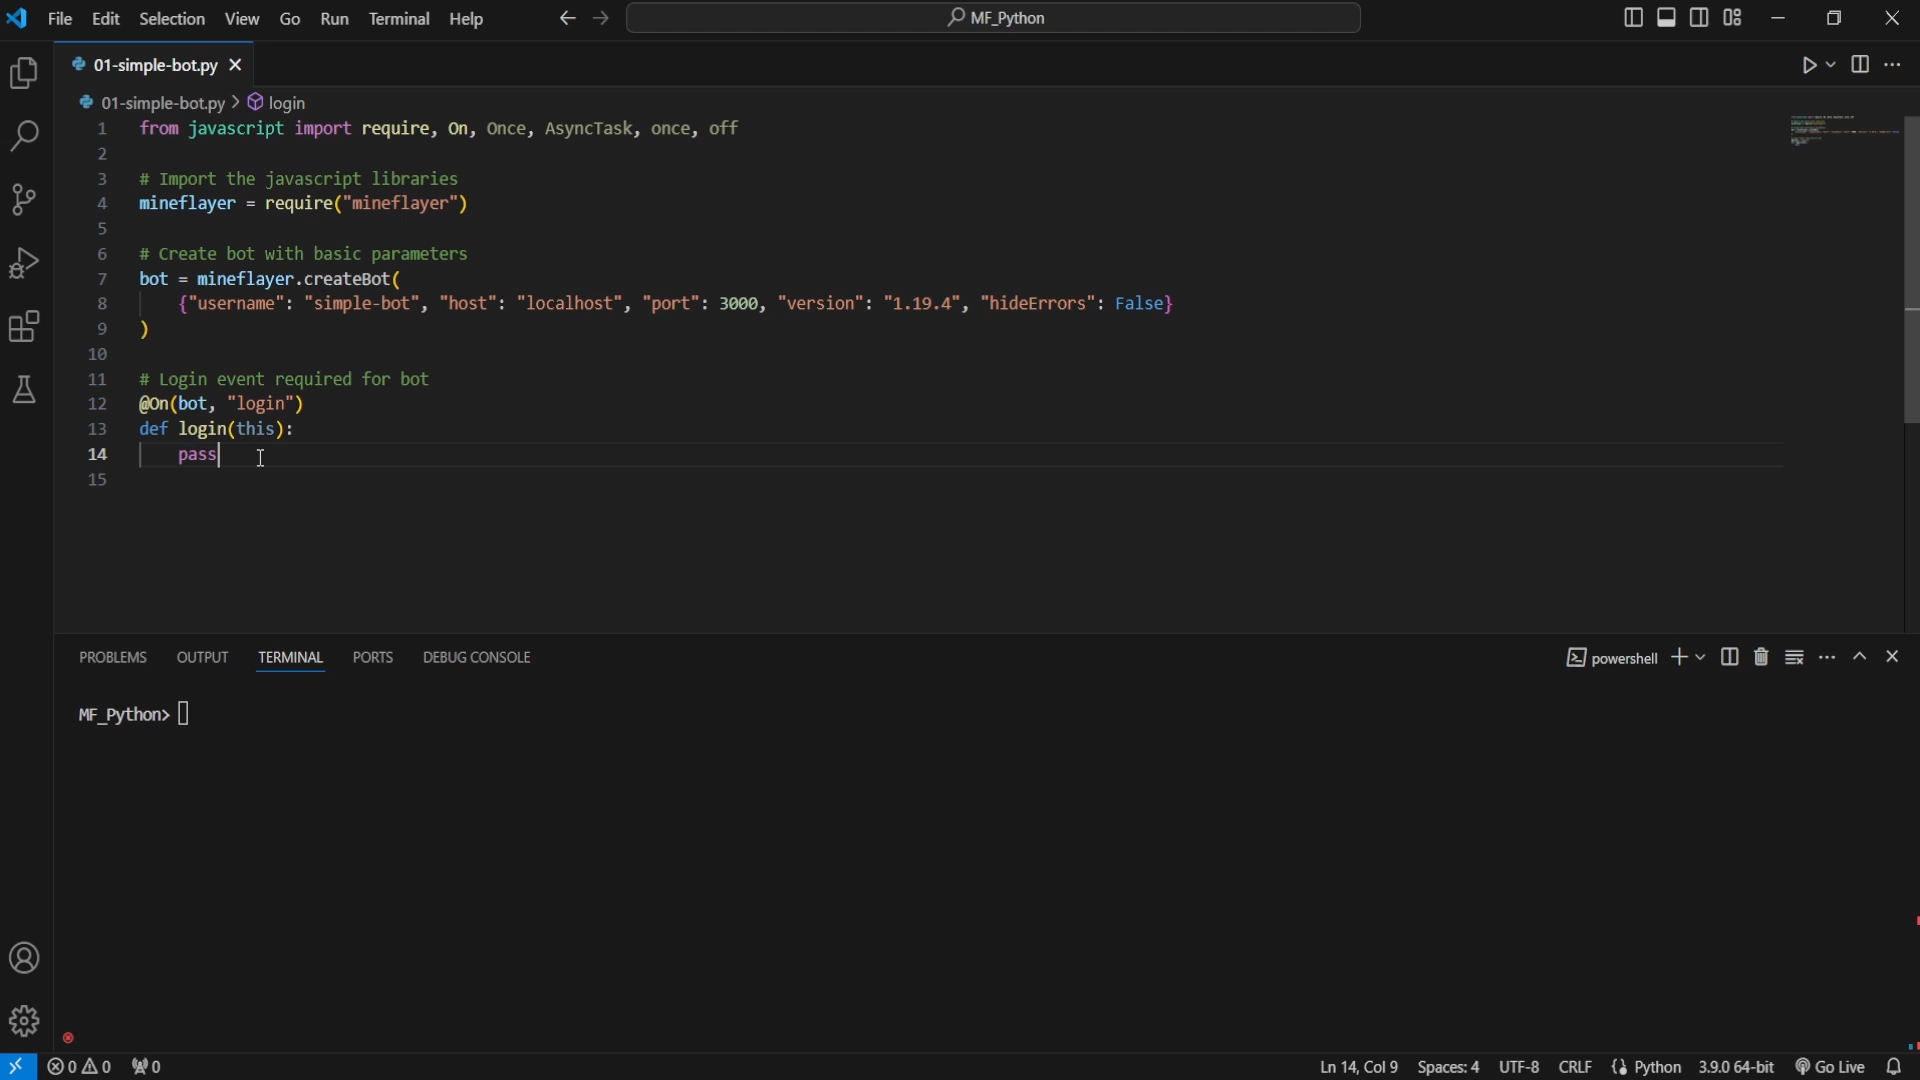 File Edit Selection View Go Run Terminal Help MF_Python
01-simple-bot.py
01-simple-bot.py > login
1 from javascript import require, On, Once, AsyncTask, once, off
2
3 # Import the javascript libraries
4 mineflayer = require("mineflayer")
5
6 # Create bot with basic parameters
7 bot = mineflayer.createBot(
8 {"username": "simple-bot", "host": "localhost", "port": 3000, "version": "1.19.4", "hideErrors": False}
9 )
10
11 # Login event required for bot
12 @On(bot, "login")
13 def login(this):
14 pass
15
PROBLEMS OUTPUT TERMINAL PORTS DEBUG CONSOLE powershell
MF_Python>
0 0 0 Ln 14, Col 9 Spaces: 4 UTF-8 CRLF Python 3.9.0 64-bit Go Live